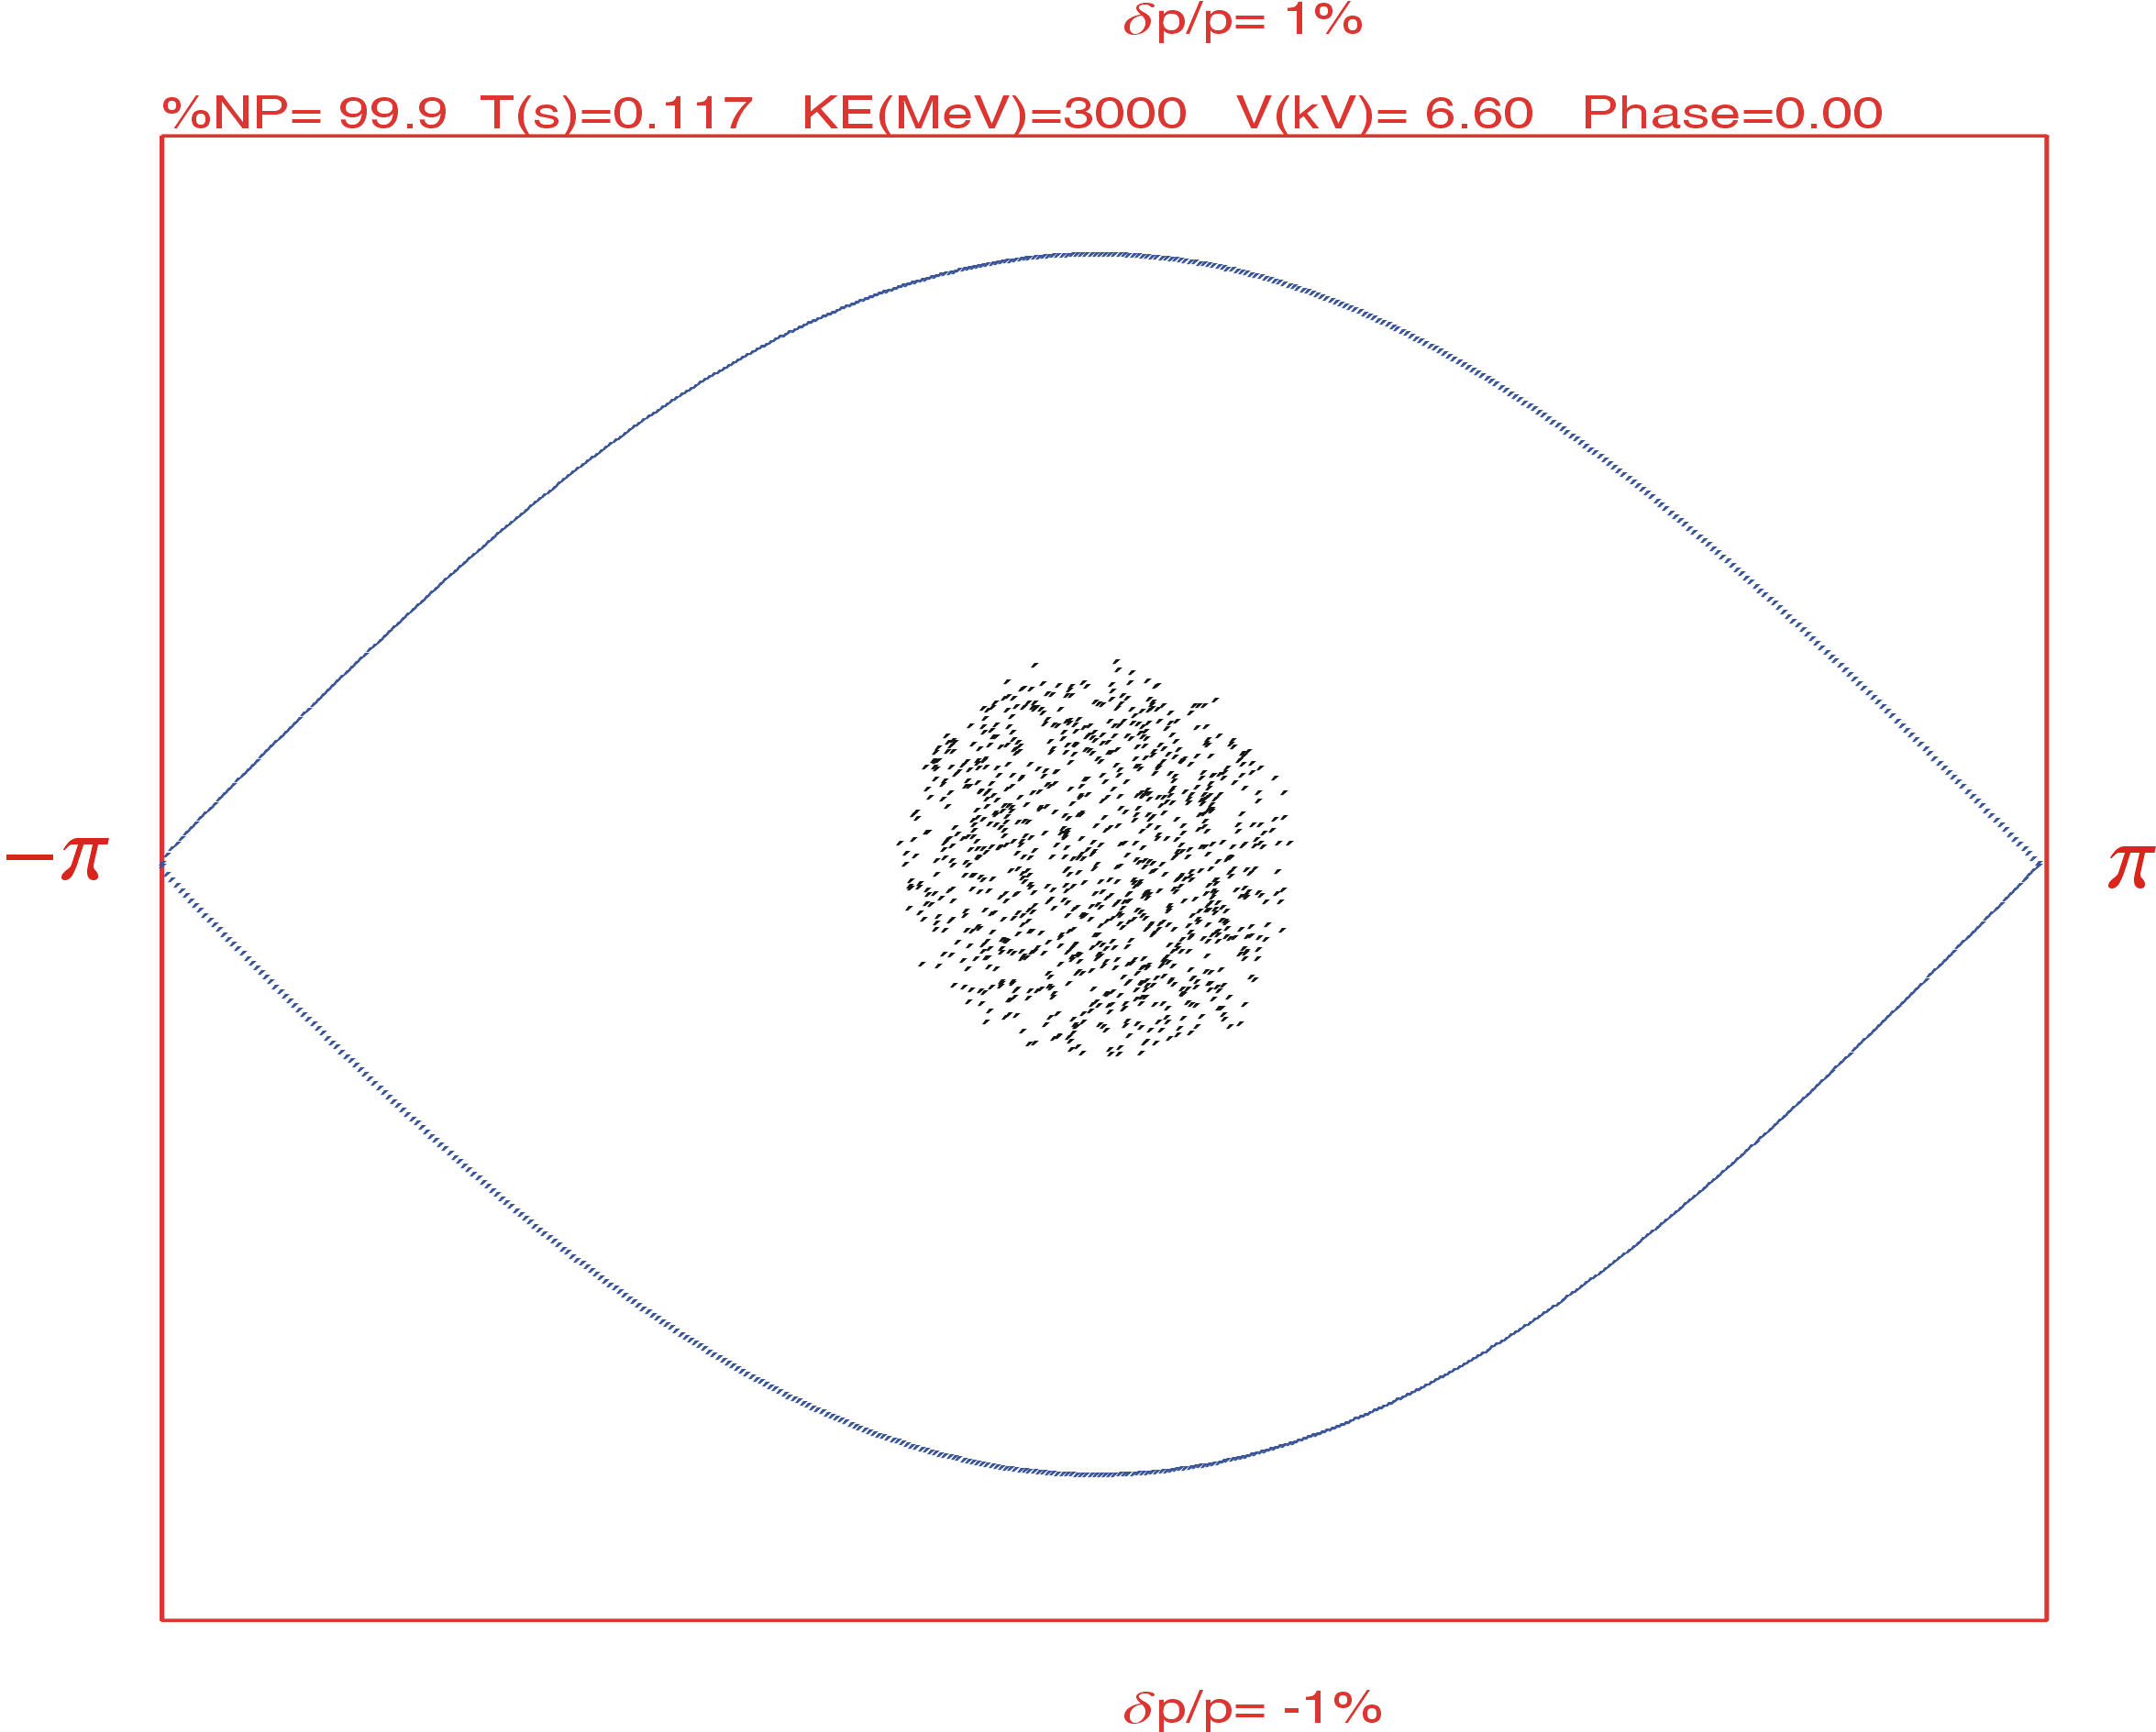 δp/p= 1%
%NP= 99.9 T(s)=0.117 KE(MeV)=3000 V(kV)= 6.60 Phase=0.00
−π
π
δp/p= -1%